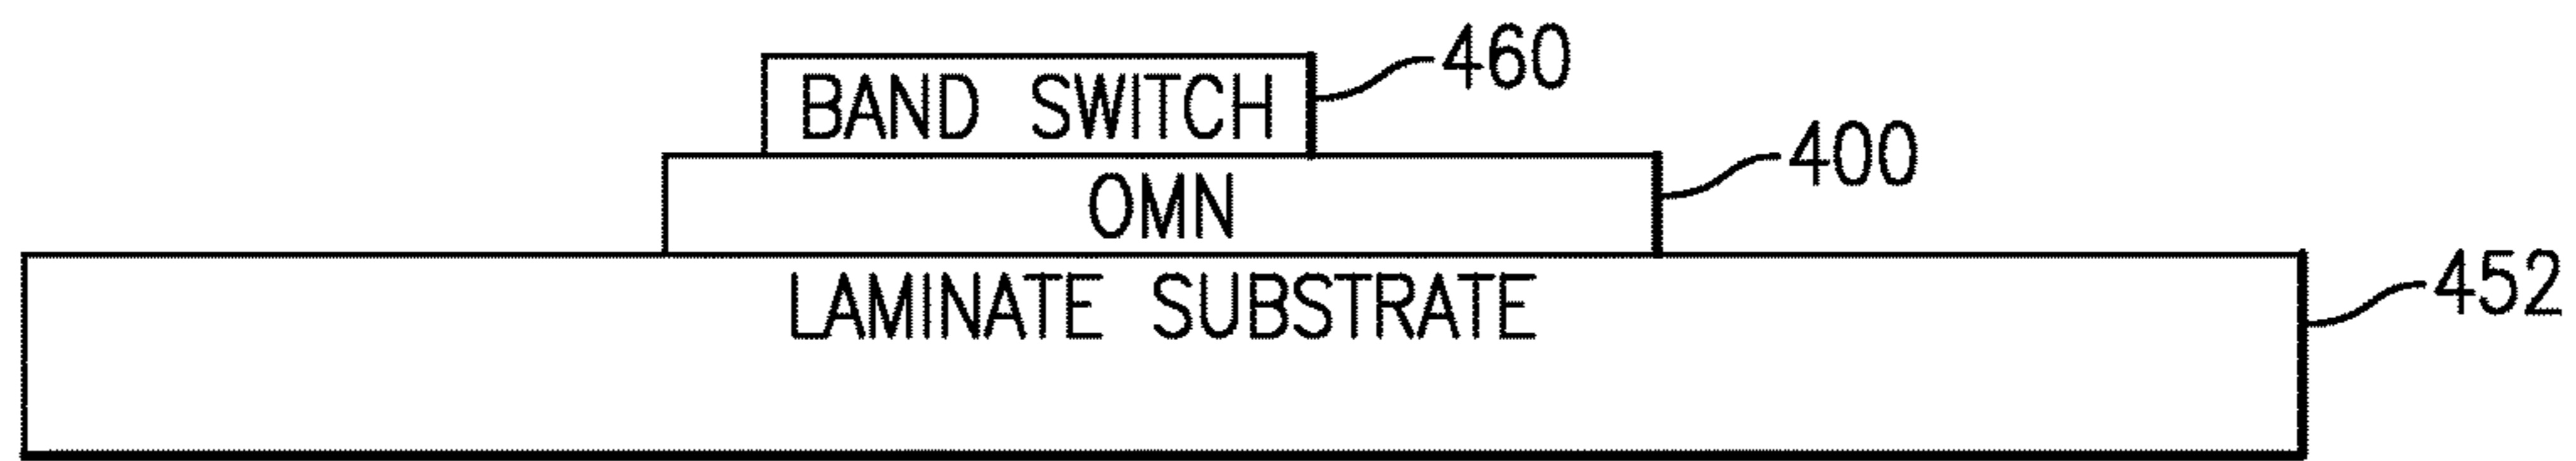 BAND SWITCH
460
OMN
400
LAMINATE SUBSTRATE
452